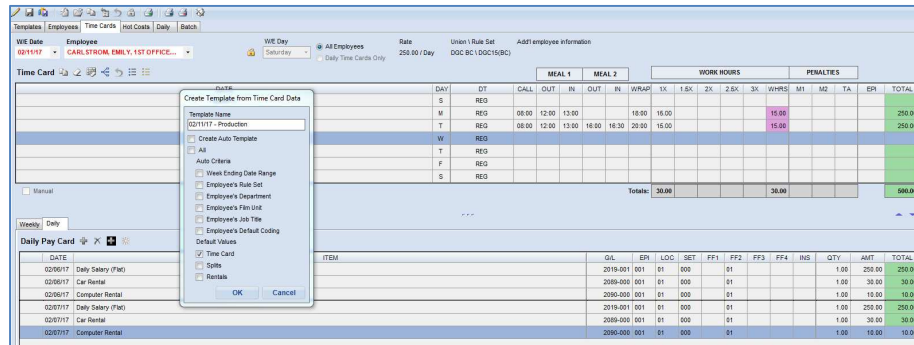 Templates Employees Time Cards Hot Costs Daily Batch
W/E Date Employee W/E Day Rate Union \ Rule Set Add'l employee information
02/11/17 CARLSTROM, EMILY, 1ST OFFICE,... Saturday All Employees 250.00 / Day DGC BC \ DGC15(BC)
Daily Time Cards Only
Time Card MEAL 1 MEAL 2 WORK HOURS PENALTIES
DATE DAY DT CALL OUT IN OUT IN WRAP 1X 1.5X 2X 2.5X 3X WHRS M1 M2 TA EPI TOTAL
S REG
M REG 08:00 12:00 13:00 18:00 15.00 15.00 250.0
T REG 08:00 12:00 13:00 16:00 16:30 20:00 15.00 15.00 250.0
W REG
T REG
F REG
S REG
Manual Totals: 30.00 30.00 500.0
Create Template from Time Card Data
Template Name
02/11/17 - Production
Create Auto Template
All
Auto Criteria
Week Ending Date Range
Employee's Rule Set
Employee's Department
Employee's Film Unit
Employee's Job Title
Employee's Default Coding
Default Values
Time Card
Splits
Rentals
OK Cancel
Weekly Daily
Daily Pay Card
DATE ITEM G/L EPI LOC SET FF1 FF2 FF3 FF4 INS QTY AMT TOTAL
02/06/17 Daily Salary (Flat) 2019-001 001 01 000 01 1.00 250.00 250.0
02/06/17 Car Rental 2089-000 001 01 000 01 1.00 30.00 30.0
02/06/17 Computer Rental 2090-000 001 01 000 01 1.00 10.00 10.0
02/07/17 Daily Salary (Flat) 2019-001 001 01 000 01 1.00 250.00 250.0
02/07/17 Car Rental 2089-000 001 01 000 01 1.00 30.00 30.0
02/07/17 Computer Rental 2090-000 001 01 000 01 1.00 10.00 10.0